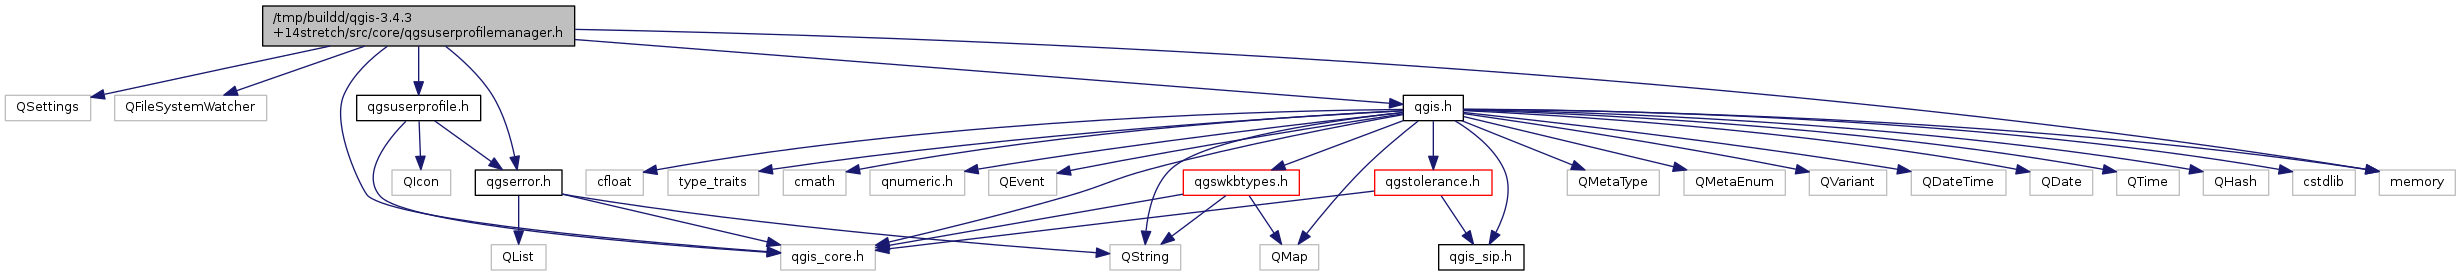 /tmp/buildd/qgis-3.4.3
+14stretch/src/core/qgsuserprofilemanager.h
QSettings
QFileSystemWatcher
qgsuserprofile.h
qgis.h
QIcon
qgserror.h
cfloat
type_traits
cmath
qnumeric.h
QEvent
qgswkbtypes.h
qgstolerance.h
QMetaType
QMetaEnum
QVariant
QDateTime
QDate
QTime
QHash
cstdlib
memory
QList
qgis_core.h
QString
QMap
qgis_sip.h